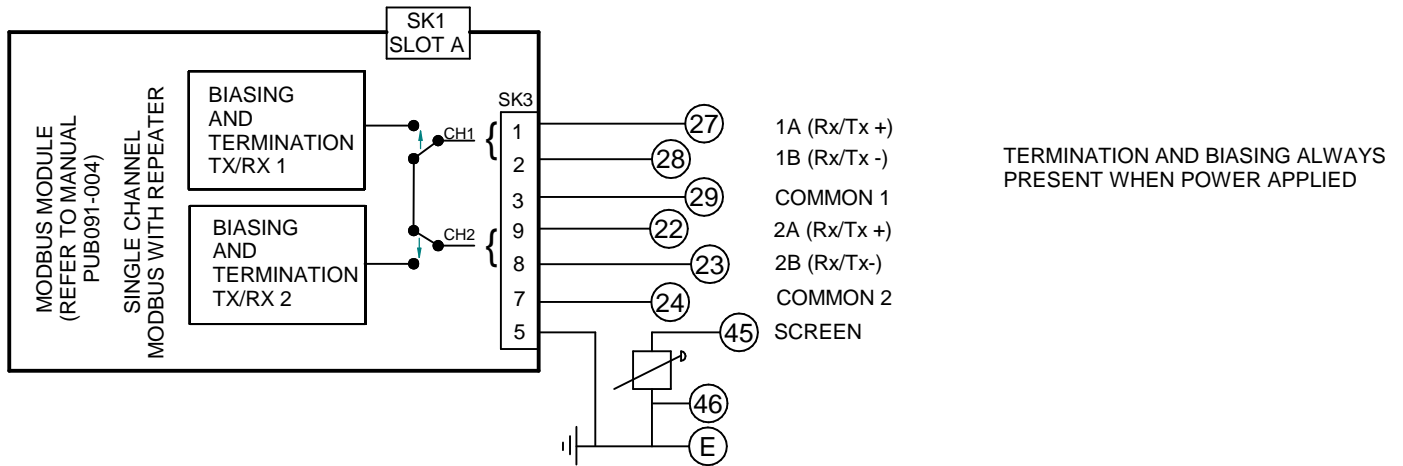 SK1
SLOT A
MODBUS MODULE
(REFER TO MANUAL
PUB091-004)
SINGLE CHANNEL
MODBUS WITH REPEATER
BIASING
AND
TERMINATION
TX/RX 1
BIASING
AND
TERMINATION
TX/RX 2
CH1
CH2
SK3
1
2
3
9
8
7
5
27
28
29
22
23
24
45
46
E
1A (Rx/Tx +)
1B (Rx/Tx -)
COMMON 1
2A (Rx/Tx +)
2B (Rx/Tx-)
COMMON 2
SCREEN
TERMINATION AND BIASING ALWAYS
PRESENT WHEN POWER APPLIED